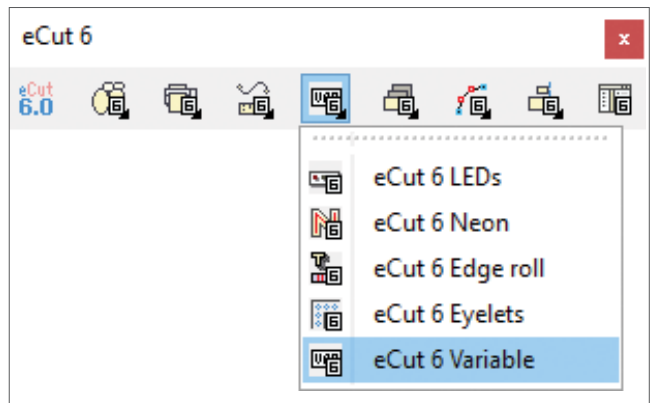 eCut 6
x
eCut
6.0
eCut 6 LEDs
eCut 6 Neon
eCut 6 Edge roll
eCut 6 Eyelets
eCut 6 Variable